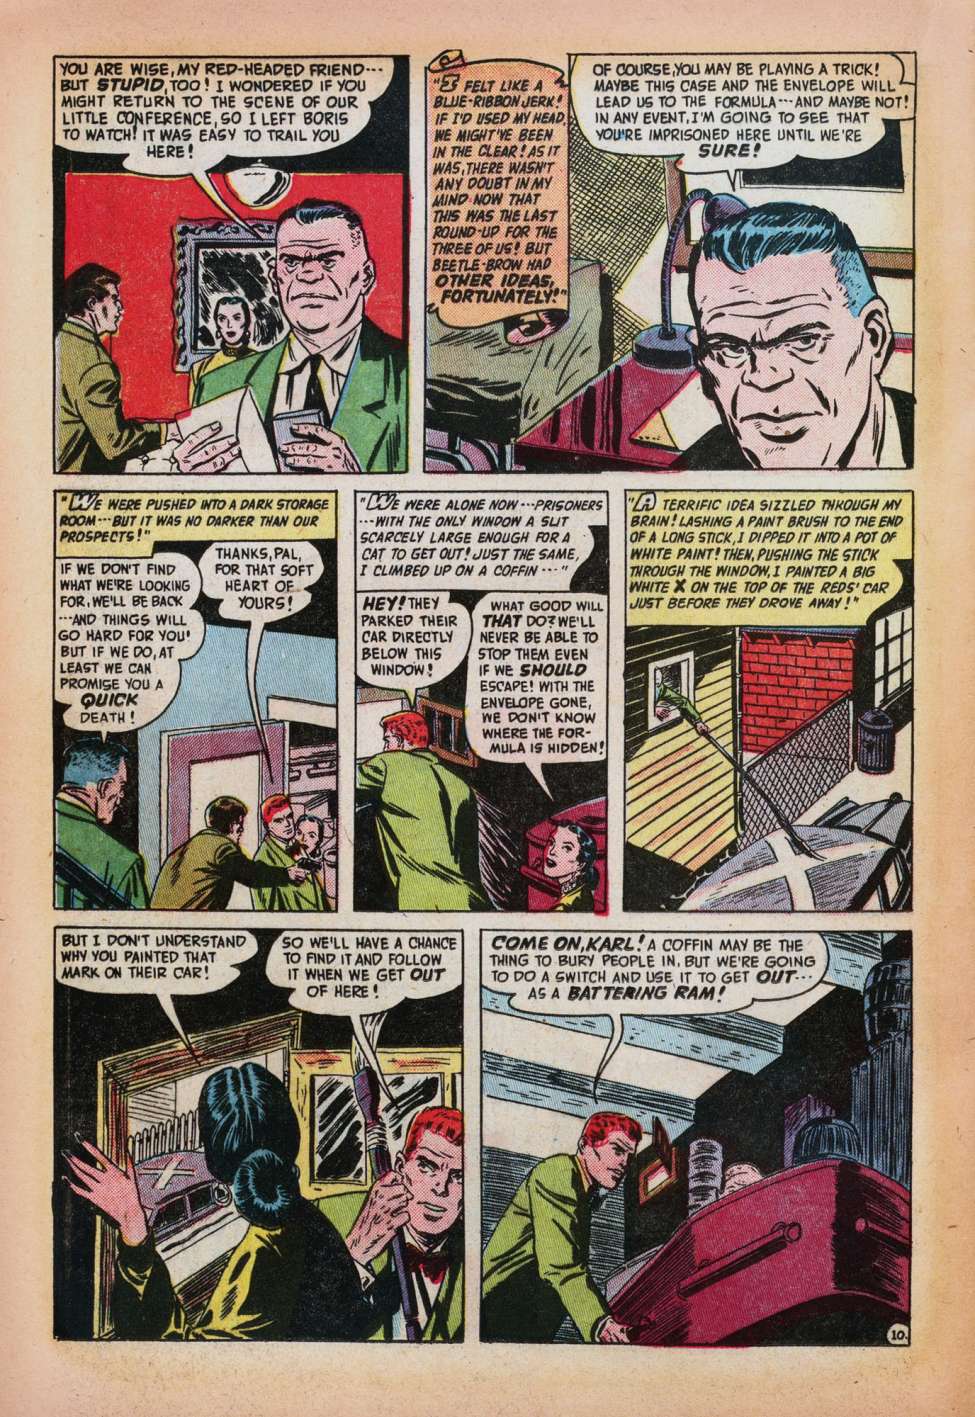 YOU ARE WISE, MY RED-HEADED FRIEND---
BUT STUPID, TOO! I WONDERED IF YOU
MIGHT RETURN TO THE SCENE OF OUR
LITTLE CONFERENCE, SO I LEFT BORIS
TO WATCH! IT WAS EASY TO TRAIL YOU
HERE!
"I FELT LIKE A
BLUE-RIBBON JERK!
IF I'D USED MY HEAD,
WE MIGHT'VE BEEN
IN THE CLEAR! AS IT
WAS, THERE WASN'T
ANY DOUBT IN MY
MIND NOW THAT
THIS WAS THE LAST
ROUND-UP FOR THE
THREE OF US! BUT
BEETLE-BROW HAD
OTHER IDEAS,
FORTUNATELY!"
OF COURSE, YOU MAY BE PLAYING A TRICK!
MAYBE THIS CASE AND THE ENVELOPE WILL
LEAD US TO THE FORMULA---AND MAYBE NOT!
IN ANY EVENT, I'M GOING TO SEE THAT
YOU'RE IMPRISONED HERE UNTIL WE'RE
SURE!
"WE WERE PUSHED INTO A DARK STORAGE
ROOM---BUT IT WAS NO DARKER THAN OUR
PROSPECTS!"
IF WE DON'T FIND
WHAT WE'RE LOOKING
FOR, WE'LL BE BACK
---AND THINGS WILL
GO HARD FOR YOU!
BUT IF WE DO, AT
LEAST WE CAN
PROMISE YOU A
QUICK
DEATH!
THANKS, PAL,
FOR THAT SOFT
HEART OF
YOURS!
"WE WERE ALONE NOW---PRISONERS
---WITH THE ONLY WINDOW A SLIT
SCARCELY LARGE ENOUGH FOR A
CAT TO GET OUT! JUST THE SAME,
I CLIMBED UP ON A COFFIN---"
HEY! THEY
PARKED THEIR
CAR DIRECTLY
BELOW THIS
WINDOW!
WHAT GOOD WILL
THAT DO? WE'LL
NEVER BE ABLE TO
STOP THEM EVEN
IF WE SHOULD
ESCAPE! WITH THE
ENVELOPE GONE,
WE DON'T KNOW
WHERE THE FOR-
MULA IS HIDDEN!
"A TERRIFIC IDEA SIZZLED THROUGH MY
BRAIN! LASHING A PAINT BRUSH TO THE END
OF A LONG STICK, I DIPPED IT INTO A POT OF
WHITE PAINT! THEN, PUSHING THE STICK
THROUGH THE WINDOW, I PAINTED A BIG
WHITE X ON THE TOP OF THE REDS' CAR
JUST BEFORE THEY DROVE AWAY!"
BUT I DON'T UNDERSTAND
WHY YOU PAINTED THAT
MARK ON THEIR CAR!
SO WE'LL HAVE A CHANCE
TO FIND IT AND FOLLOW
IT WHEN WE GET OUT
OF HERE!
COME ON, KARL! A COFFIN MAY BE THE
THING TO BURY PEOPLE IN, BUT WE'RE GOING
TO DO A SWITCH AND USE IT TO GET OUT---
AS A BATTERING RAM!
10.